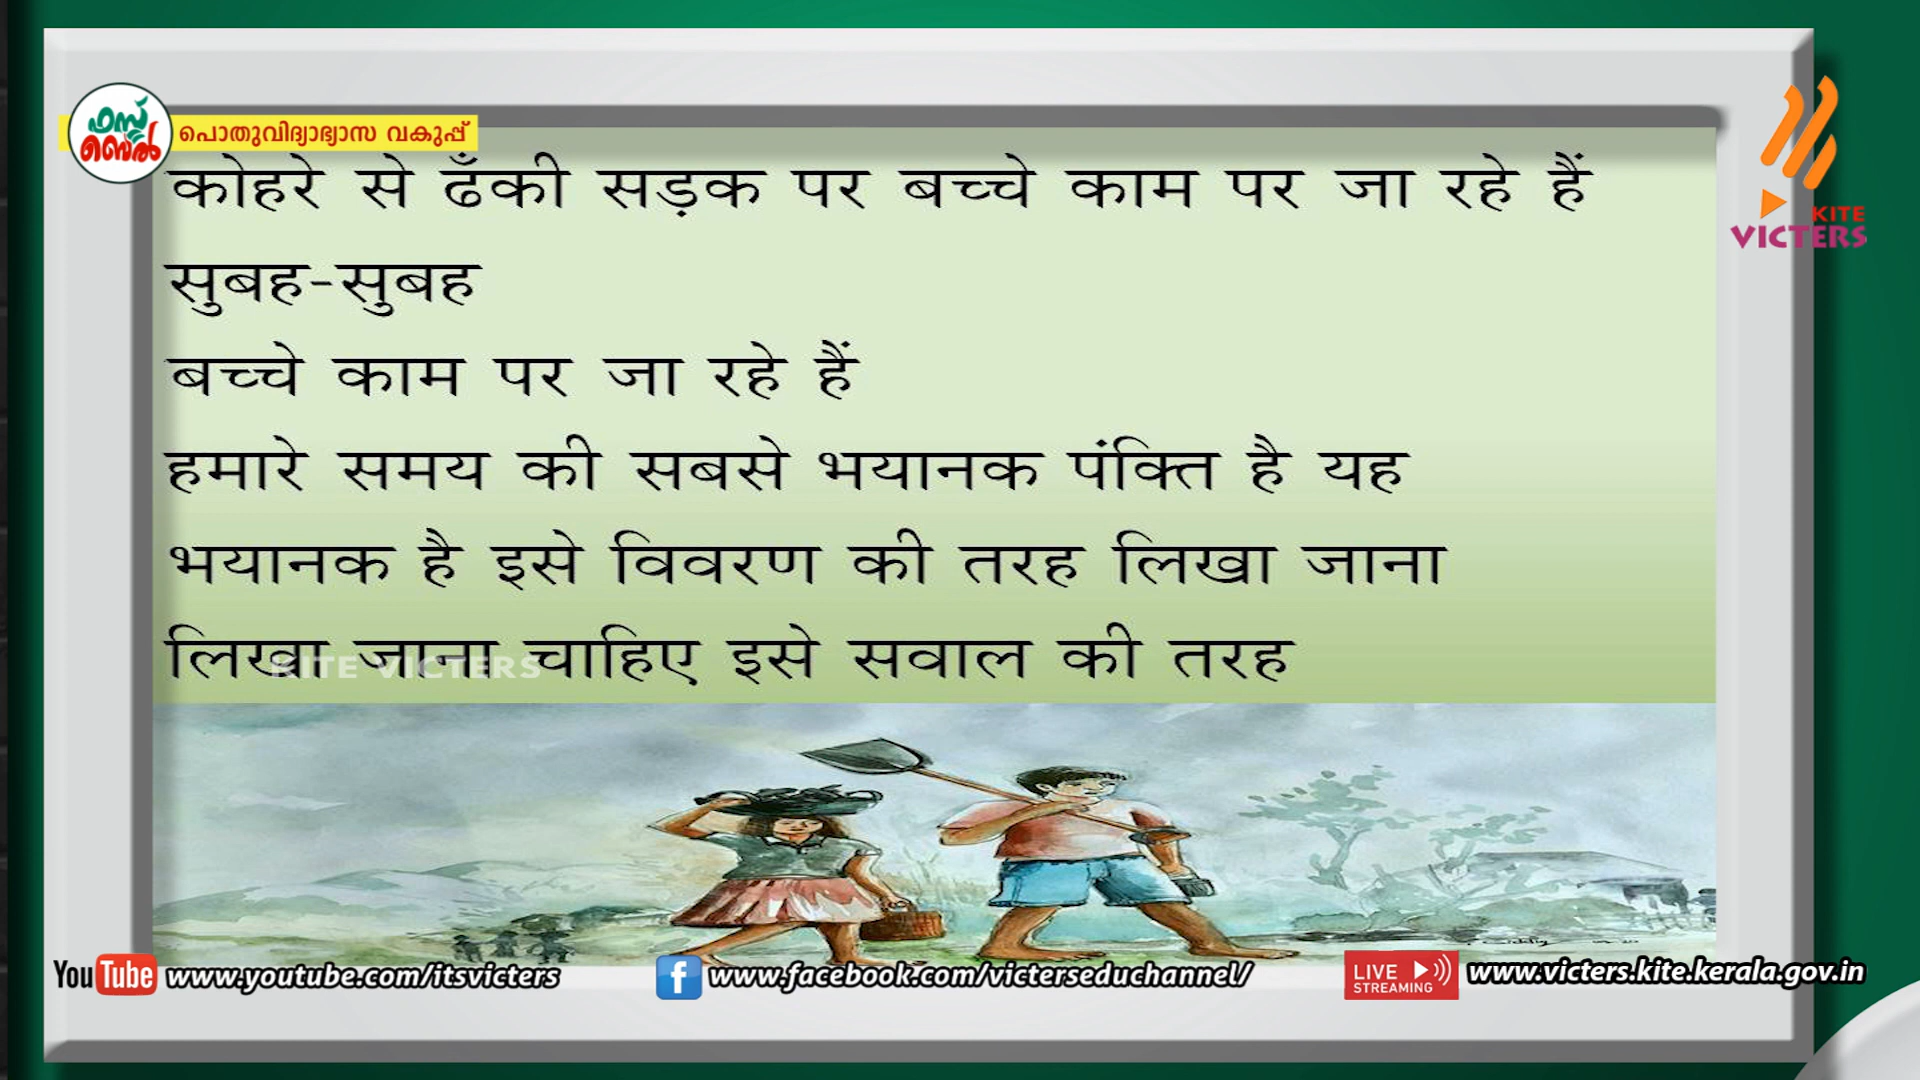 ഫസ്റ്റ്
ബെൽ
പൊതുവിദ്യാഭ്യാസ വകുപ്പ്
KITE
VICTERS
कोहरे से ढँकी सड़क पर बच्चे काम पर जा रहे हैं
सुबह-सुबह
बच्चे काम पर जा रहे हैं
हमारे समय की सबसे भयानक पंक्ति है यह
भयानक है इसे विवरण की तरह लिखा जाना
लिखा जाना चाहिए इसे सवाल की तरह
KITE VICTERS
YouTube www.youtube.com/itsvicters
f www.facebook.com/victerseduchannel/
LIVE STREAMING www.victers.kite.kerala.gov.in